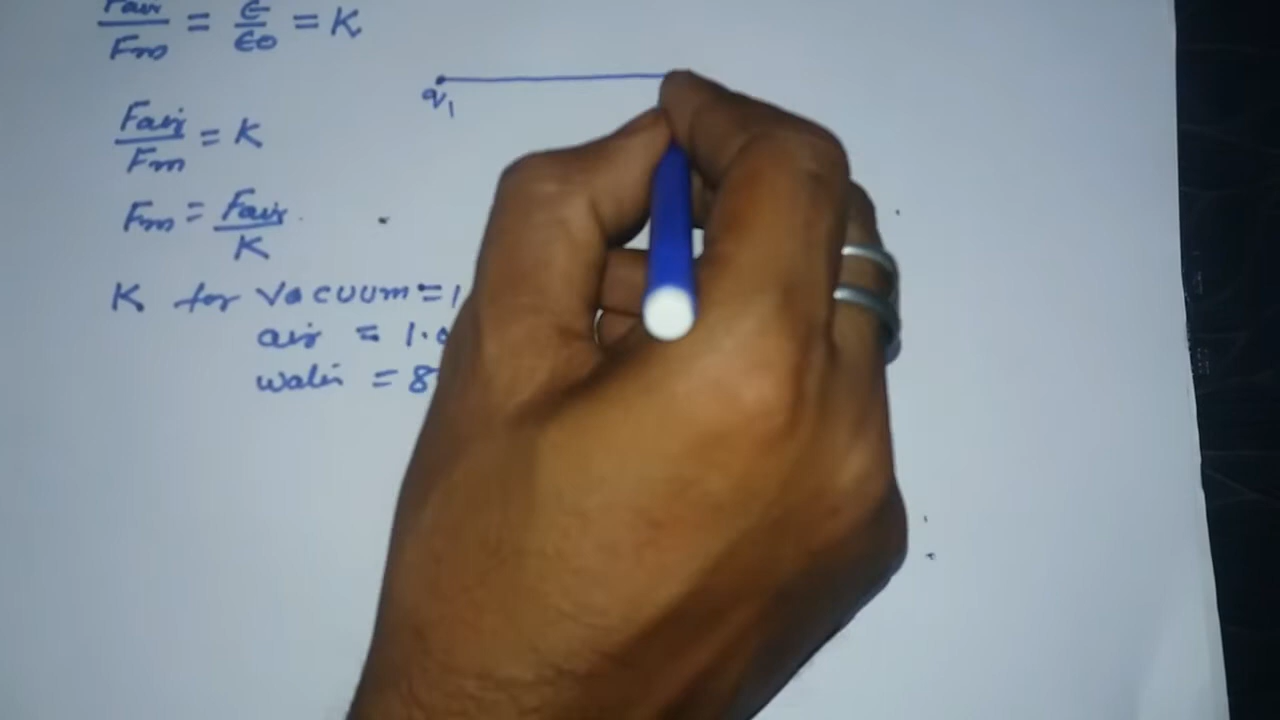 Fair/Fm = ε/ε0 = K
q1
Fair/Fm = K
Fm = Fair/K
K for Vacuum = 1
air = 1.0
water = 8